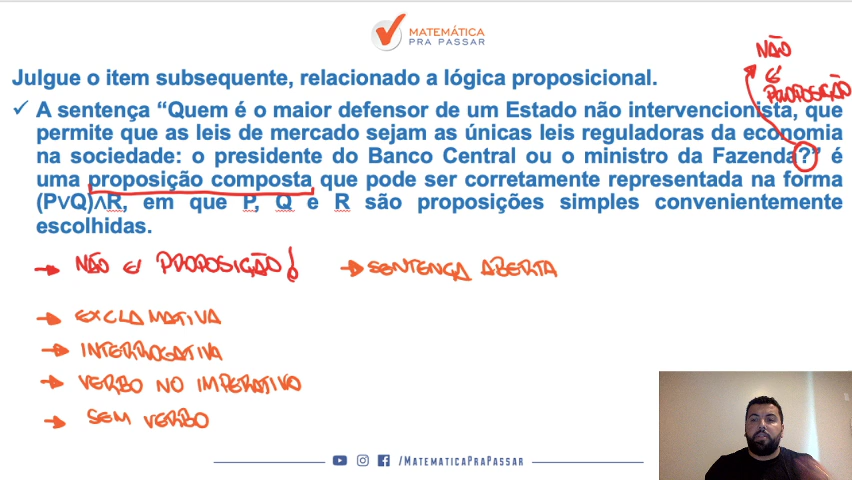 MATEMÁTICA
PRA PASSAR
NÃO
É
PROPOSIÇÃO
Julgue o item subsequente, relacionado a lógica proposicional.
✓ A sentença “Quem é o maior defensor de um Estado não intervencionista, que
permite que as leis de mercado sejam as únicas leis reguladoras da economia
na sociedade: o presidente do Banco Central ou o ministro da Fazenda?” é
uma proposição composta que pode ser corretamente representada na forma
(P∨Q)∧R, em que P, Q e R são proposições simples convenientemente
escolhidas.
→ NÃO É PROPOSIÇÃO! → SENTENÇA ABERTA
→ EXCLAMATIVA
→ INTERROGATIVA
→ VERBO NO IMPERATIVO
→ SEM VERBO
/MATEMATICAPRAPASSAR